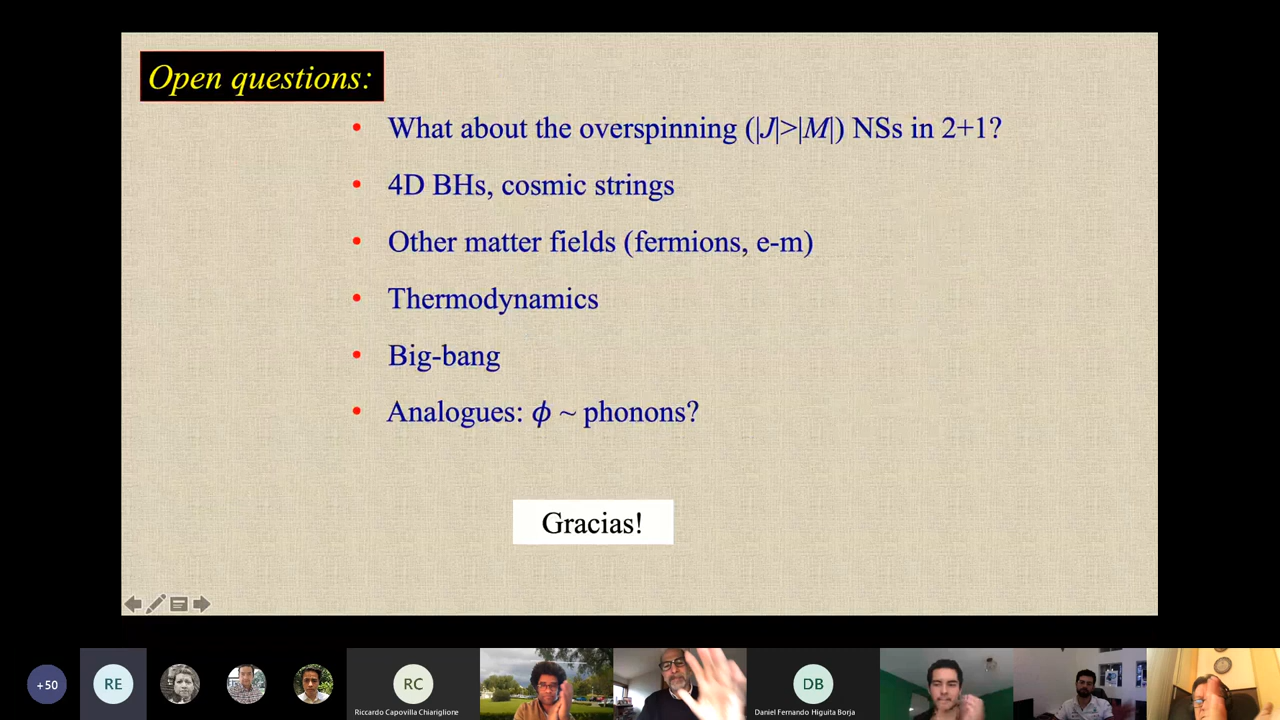 Open questions:
• What about the overspinning (|J|>|M|) NSs in 2+1?
• 4D BHs, cosmic strings
• Other matter fields (fermions, e-m)
• Thermodynamics
• Big-bang
• Analogues: ϕ ~ phonons?
Gracias!
+50
RE
RC
DB
Riccardo Capovilla Chiariglione
Daniel Fernando Higuita Borja